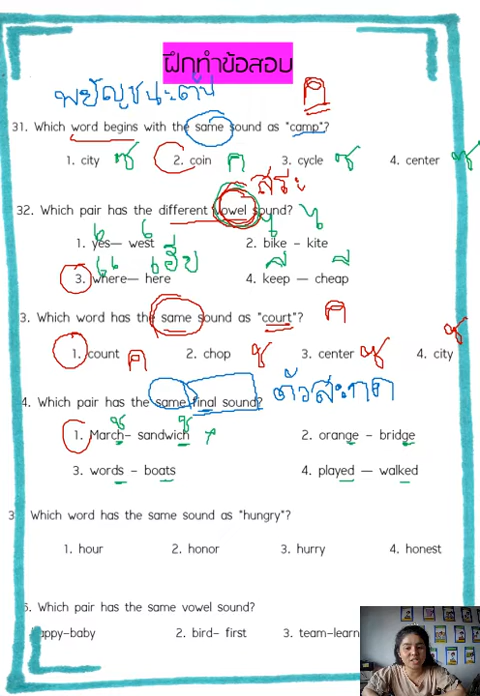 ฝึกทำข้อสอบ
พยัญชนะต้น ค
31. Which word begins with the same sound as "camp"?
1. city ซ 2. coin ค 3. cycle ซ 4. center ซ
สระ
32. Which pair has the different vowel sound?
1. yes— west 2. bike - kite
3. where— here 4. keep — cheap
3. Which word has the same sound as "court"? ค
1. count ค 2. chop ช 3. center ซ 4. city ซ
4. Which pair has the same final sound? ตัวสะกด
1. March- sandwich 2. orange - bridge
3. words - boats 4. played — walked
3 Which word has the same sound as "hungry"?
1. hour 2. honor 3. hurry 4. honest
. Which pair has the same vowel sound?
appy-baby 2. bird- first 3. team-learn